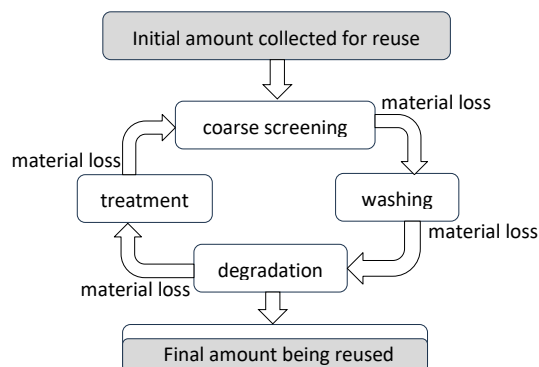 Initial amount collected for reuse
material loss
coarse screening
material loss
treatment
washing
material loss
degradation
material loss
Final amount being reused